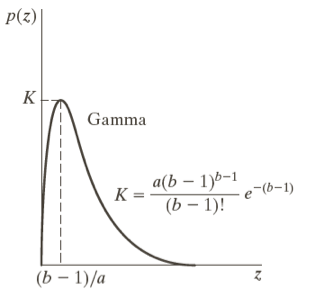 p(z)
K
Gamma
K = a(b − 1)^{b−1} / (b − 1)! e^{−(b−1)}
(b − 1)/a
z